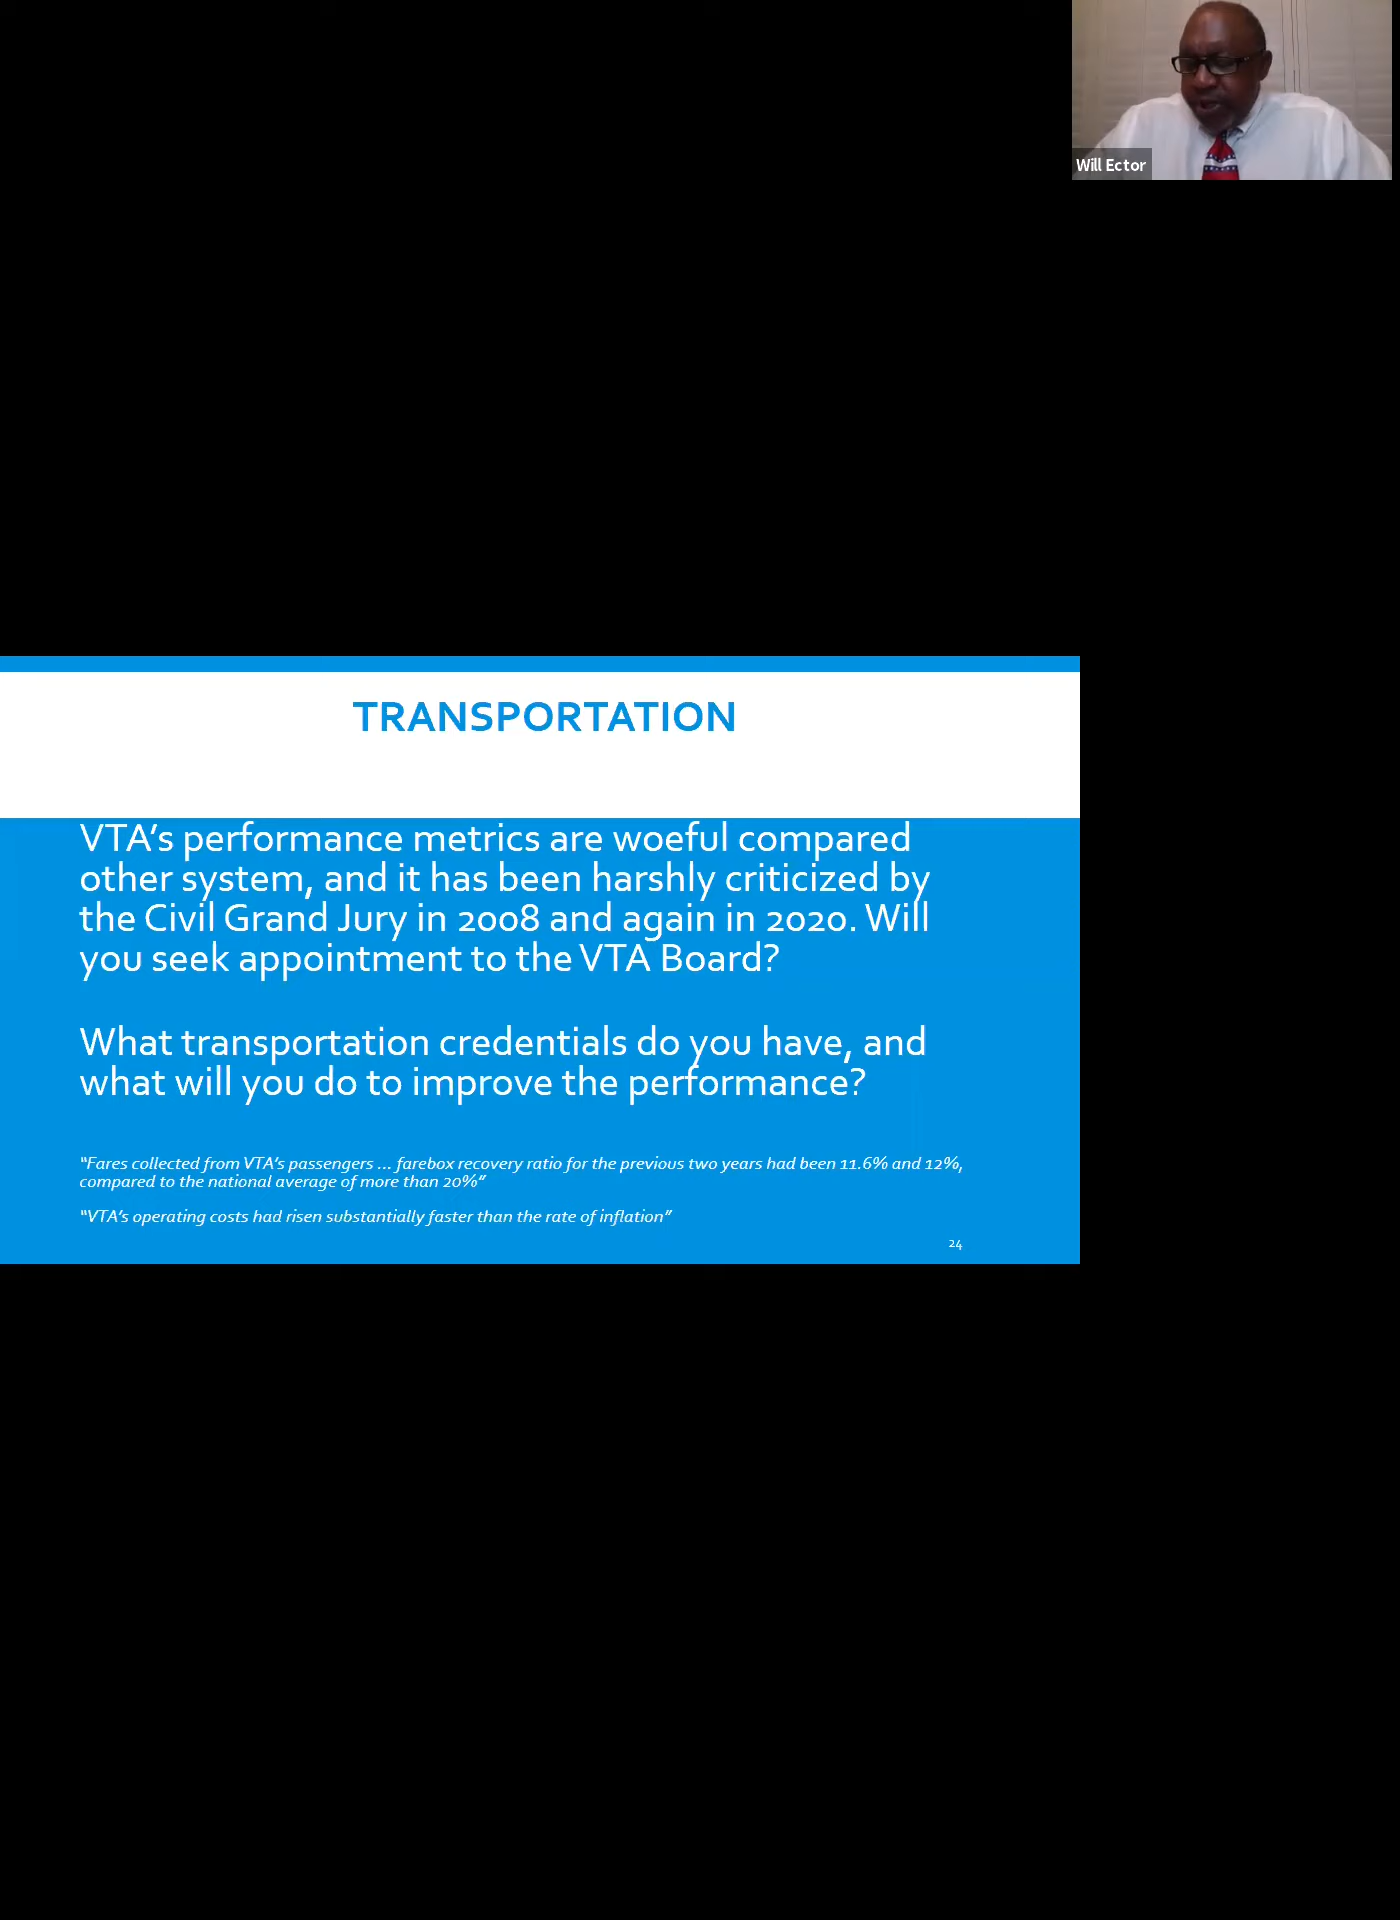 Will Ector
TRANSPORTATION
VTA’s performance metrics are woeful compared
other system, and it has been harshly criticized by
the Civil Grand Jury in 2008 and again in 2020. Will
you seek appointment to the VTA Board?
What transportation credentials do you have, and
what will you do to improve the performance?
“Fares collected from VTA’s passengers ... farebox recovery ratio for the previous two years had been 11.6% and 12%,
compared to the national average of more than 20%”
“VTA’s operating costs had risen substantially faster than the rate of inflation”
24